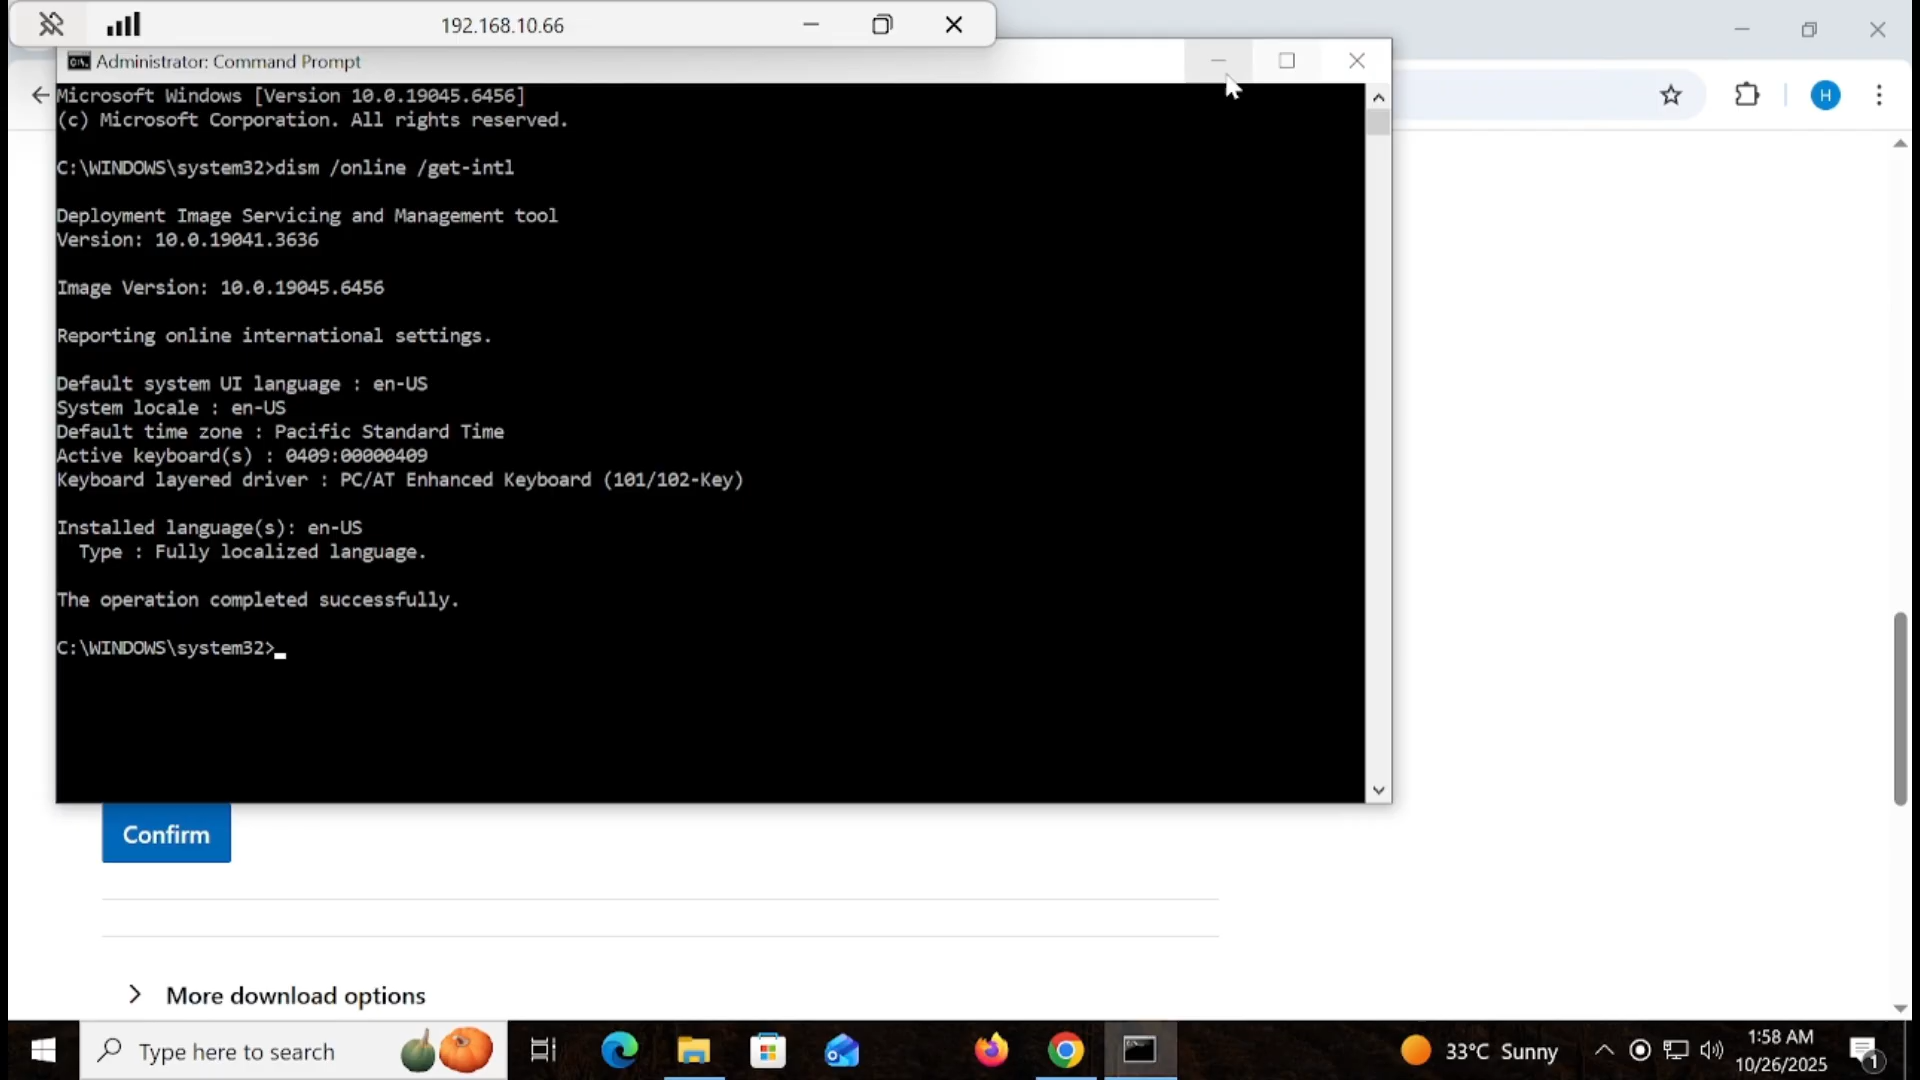 192.168.10.66
Administrator: Command Prompt
Microsoft Windows [Version 10.0.19045.6456]
(c) Microsoft Corporation. All rights reserved.
C:\WINDOWS\system32>dism /online /get-intl
Deployment Image Servicing and Management tool
Version: 10.0.19041.3636
Image Version: 10.0.19045.6456
Reporting online international settings.
Default system UI language : en-US
System locale : en-US
Default time zone : Pacific Standard Time
Active keyboard(s) : 0409:00000409
Keyboard layered driver : PC/AT Enhanced Keyboard (101/102-Key)
Installed language(s): en-US
Type : Fully localized language.
The operation completed successfully.
C:\WINDOWS\system32>
H
Confirm
More download options
Type here to search
33°C Sunny
1:58 AM
10/26/2025
1